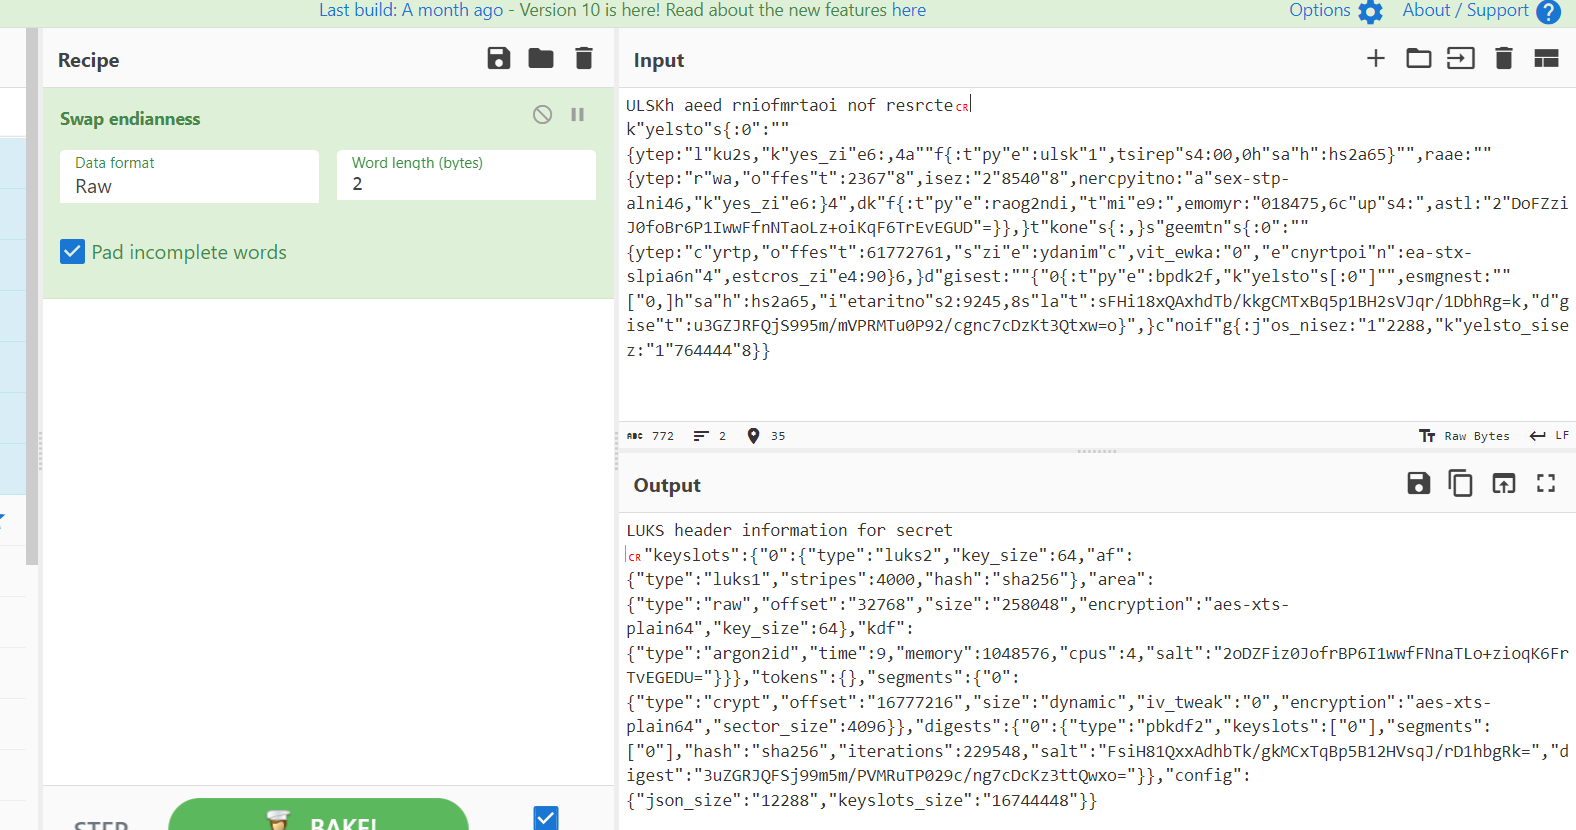 Last build: A month ago - Version 10 is here! Read about the new features here
Options
About / Support
Recipe
Swap endianness
Data format
Raw
Word length (bytes)
2
Pad incomplete words
BAKE!
Input
ULSKh aeed rniofmrtaoi nof resrcteCR
k"yelsto"s{:0":""
{ytep:"l"ku2s,"k"yes_zi"e6:,4a""f{:t"py"e":ulsk"1",tsirep"s4:00,0h"sa"h":hs2a65}"",raae:""
{ytep:"r"wa,"o"ffes"t":2367"8",isez:"2"8540"8",nercpyitno:"a"sex-stp-
alni46,"k"yes_zi"e6:}4",dk"f{:t"py"e":raog2ndi,"t"mi"e9:",emomyr:"018475,6c"up"s4:",astl:"2"DoFZzi
J0foBr6P1IwwFfnNTaoLz+oiKqF6TrEvEGUD"=}},}t"kone"s{:,}s"geemtn"s{:0":""
{ytep:"c"yrtp,"o"ffes"t":61772761,"s"zi"e":ydanim"c",vit_ewka:"0","e"cnyrtpoi"n":ea-stx-
slpia6n"4",estcros_zi"e4:90}6,}d"gisest:""{"0{:t"py"e":bpdk2f,"k"yelsto"s[:0"]"",esmgnest:""
["0,]h"sa"h":hs2a65,"i"etaritno"s2:9245,8s"la"t":sFHi18xQAxhdTb/kkgCMTxBq5p1BH2sVJqr/1DbhRg=k,"d"g
ise"t":u3GZJRFQjS995m/mVPRMTu0P92/cgnc7cDzKt3Qtxw=o}",}c"noif"g{:j"os_nisez:"1"2288,"k"yelsto_sise
z:"1"764444"8}}
ABC 772
2
35
Raw Bytes
LF
Output
LUKS header information for secret
CR"keyslots":{"0":{"type":"luks2","key_size":64,"af":
{"type":"luks1","stripes":4000,"hash":"sha256"},"area":
{"type":"raw","offset":"32768","size":"258048","encryption":"aes-xts-
plain64","key_size":64},"kdf":
{"type":"argon2id","time":9,"memory":1048576,"cpus":4,"salt":"2oDZFiz0JofrBP6I1wwfFNnaTLo+zioqK6Fr
TvEGEDU="}}},"tokens":{},"segments":{"0":
{"type":"crypt","offset":"16777216","size":"dynamic","iv_tweak":"0","encryption":"aes-xts-
plain64","sector_size":4096}},"digests":{"0":{"type":"pbkdf2","keyslots":["0"],"segments":
["0"],"hash":"sha256","iterations":229548,"salt":"FsiH81QxxAdhbTk/gkMCxTqBp5B12HVsqJ/rD1hbgRk=","d
igest":"3uZGRJQFSj99m5m/PVMRuTP029c/ng7cDcKz3ttQwxo="}},"config":
{"json_size":"12288","keyslots_size":"16744448"}}